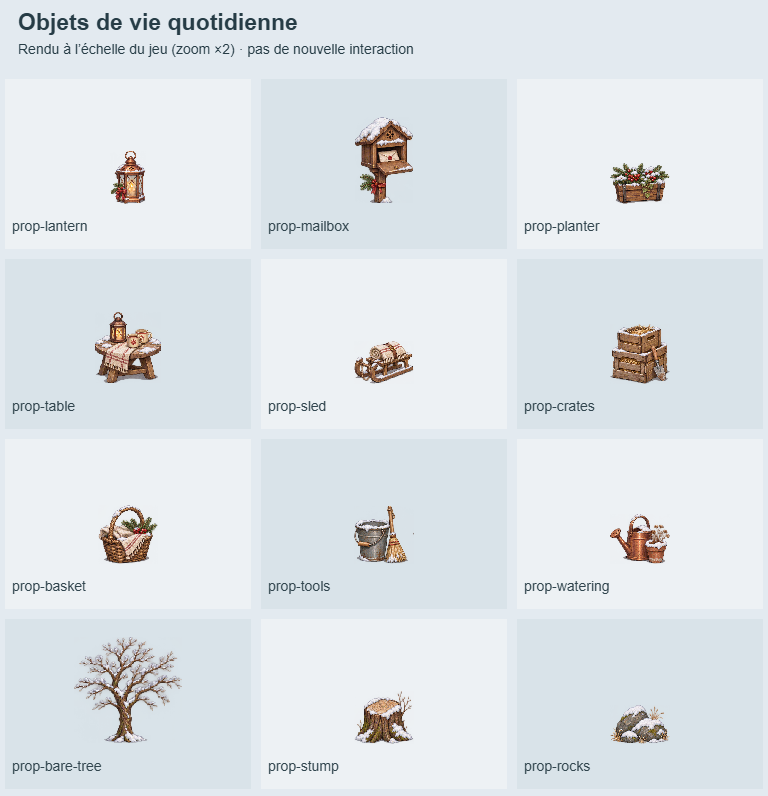 Objets de vie quotidienne
Rendu à l'échelle du jeu (zoom ×2) · pas de nouvelle interaction
prop-lantern
prop-mailbox
prop-planter
prop-table
prop-sled
prop-crates
prop-basket
prop-tools
prop-watering
prop-bare-tree
prop-stump
prop-rocks